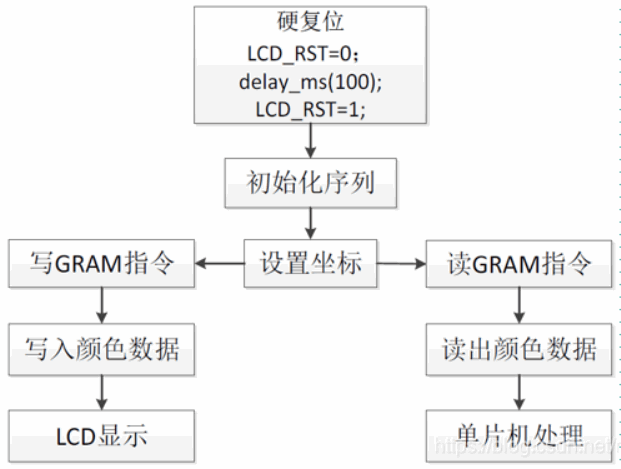 硬复位
LCD_RST=0；
delay_ms(100);
LCD_RST=1;
初始化序列
写GRAM指令
设置坐标
读GRAM指令
写入颜色数据
读出颜色数据
LCD显示
单片机处理
https://blog.csdn.net/